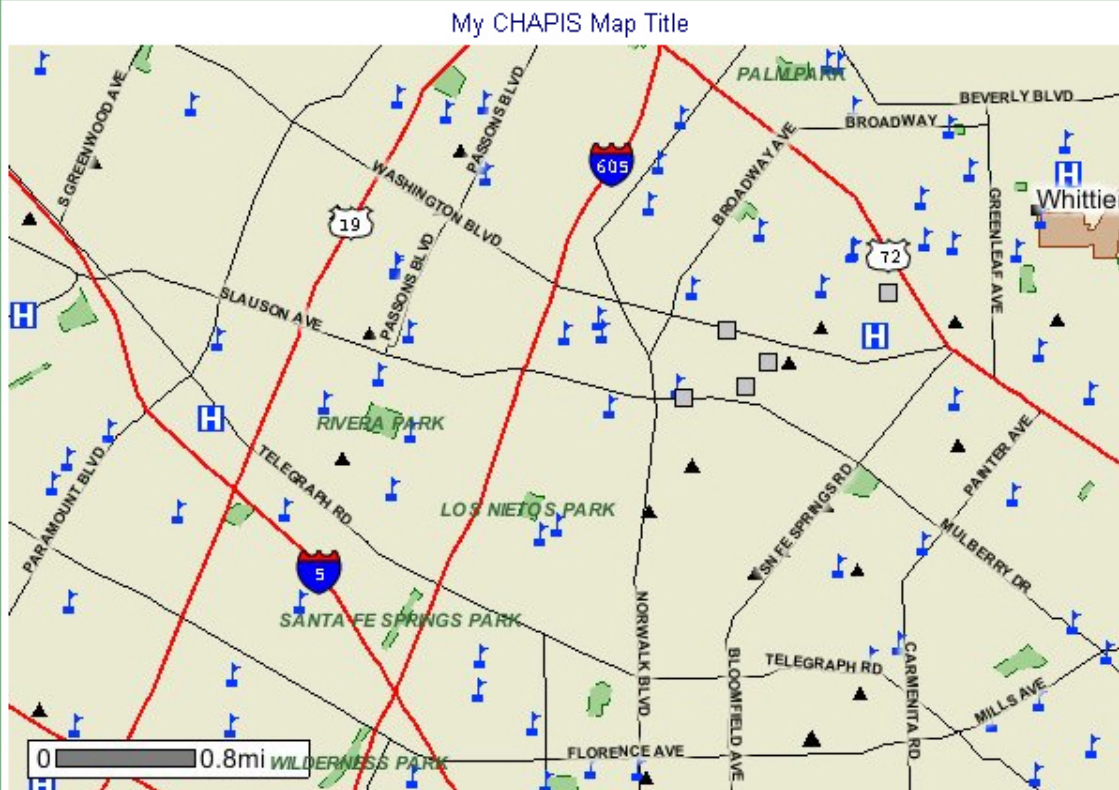 My CHAPIS Map Title
PALM PARK
BEVERLY BLVD
BROADWAY
S GREENWOOD AVE
PASSONS BLVD
605
BROADWAY AVE
WASHINGTON BLVD
H
Whittie
GREENLEAF AVE
19
72
PASSONS BLVD
SLAUSON AVE
H
H
H
RIVERA PARK
TELEGRAPH RD
PARAMOUNT BLVD
LOS NIETOS PARK
SN FE SPRINGS RD
PAINTER AVE
MULBERRY DR
5
SANTA FE SPRINGS PARK
NORWALK BLVD
BLOOMFIELD AVE
TELEGRAPH RD
CARMENITA RD
MILLS AVE
FLORENCE AVE
0 0.8mi
WILDERNESS PARK
H